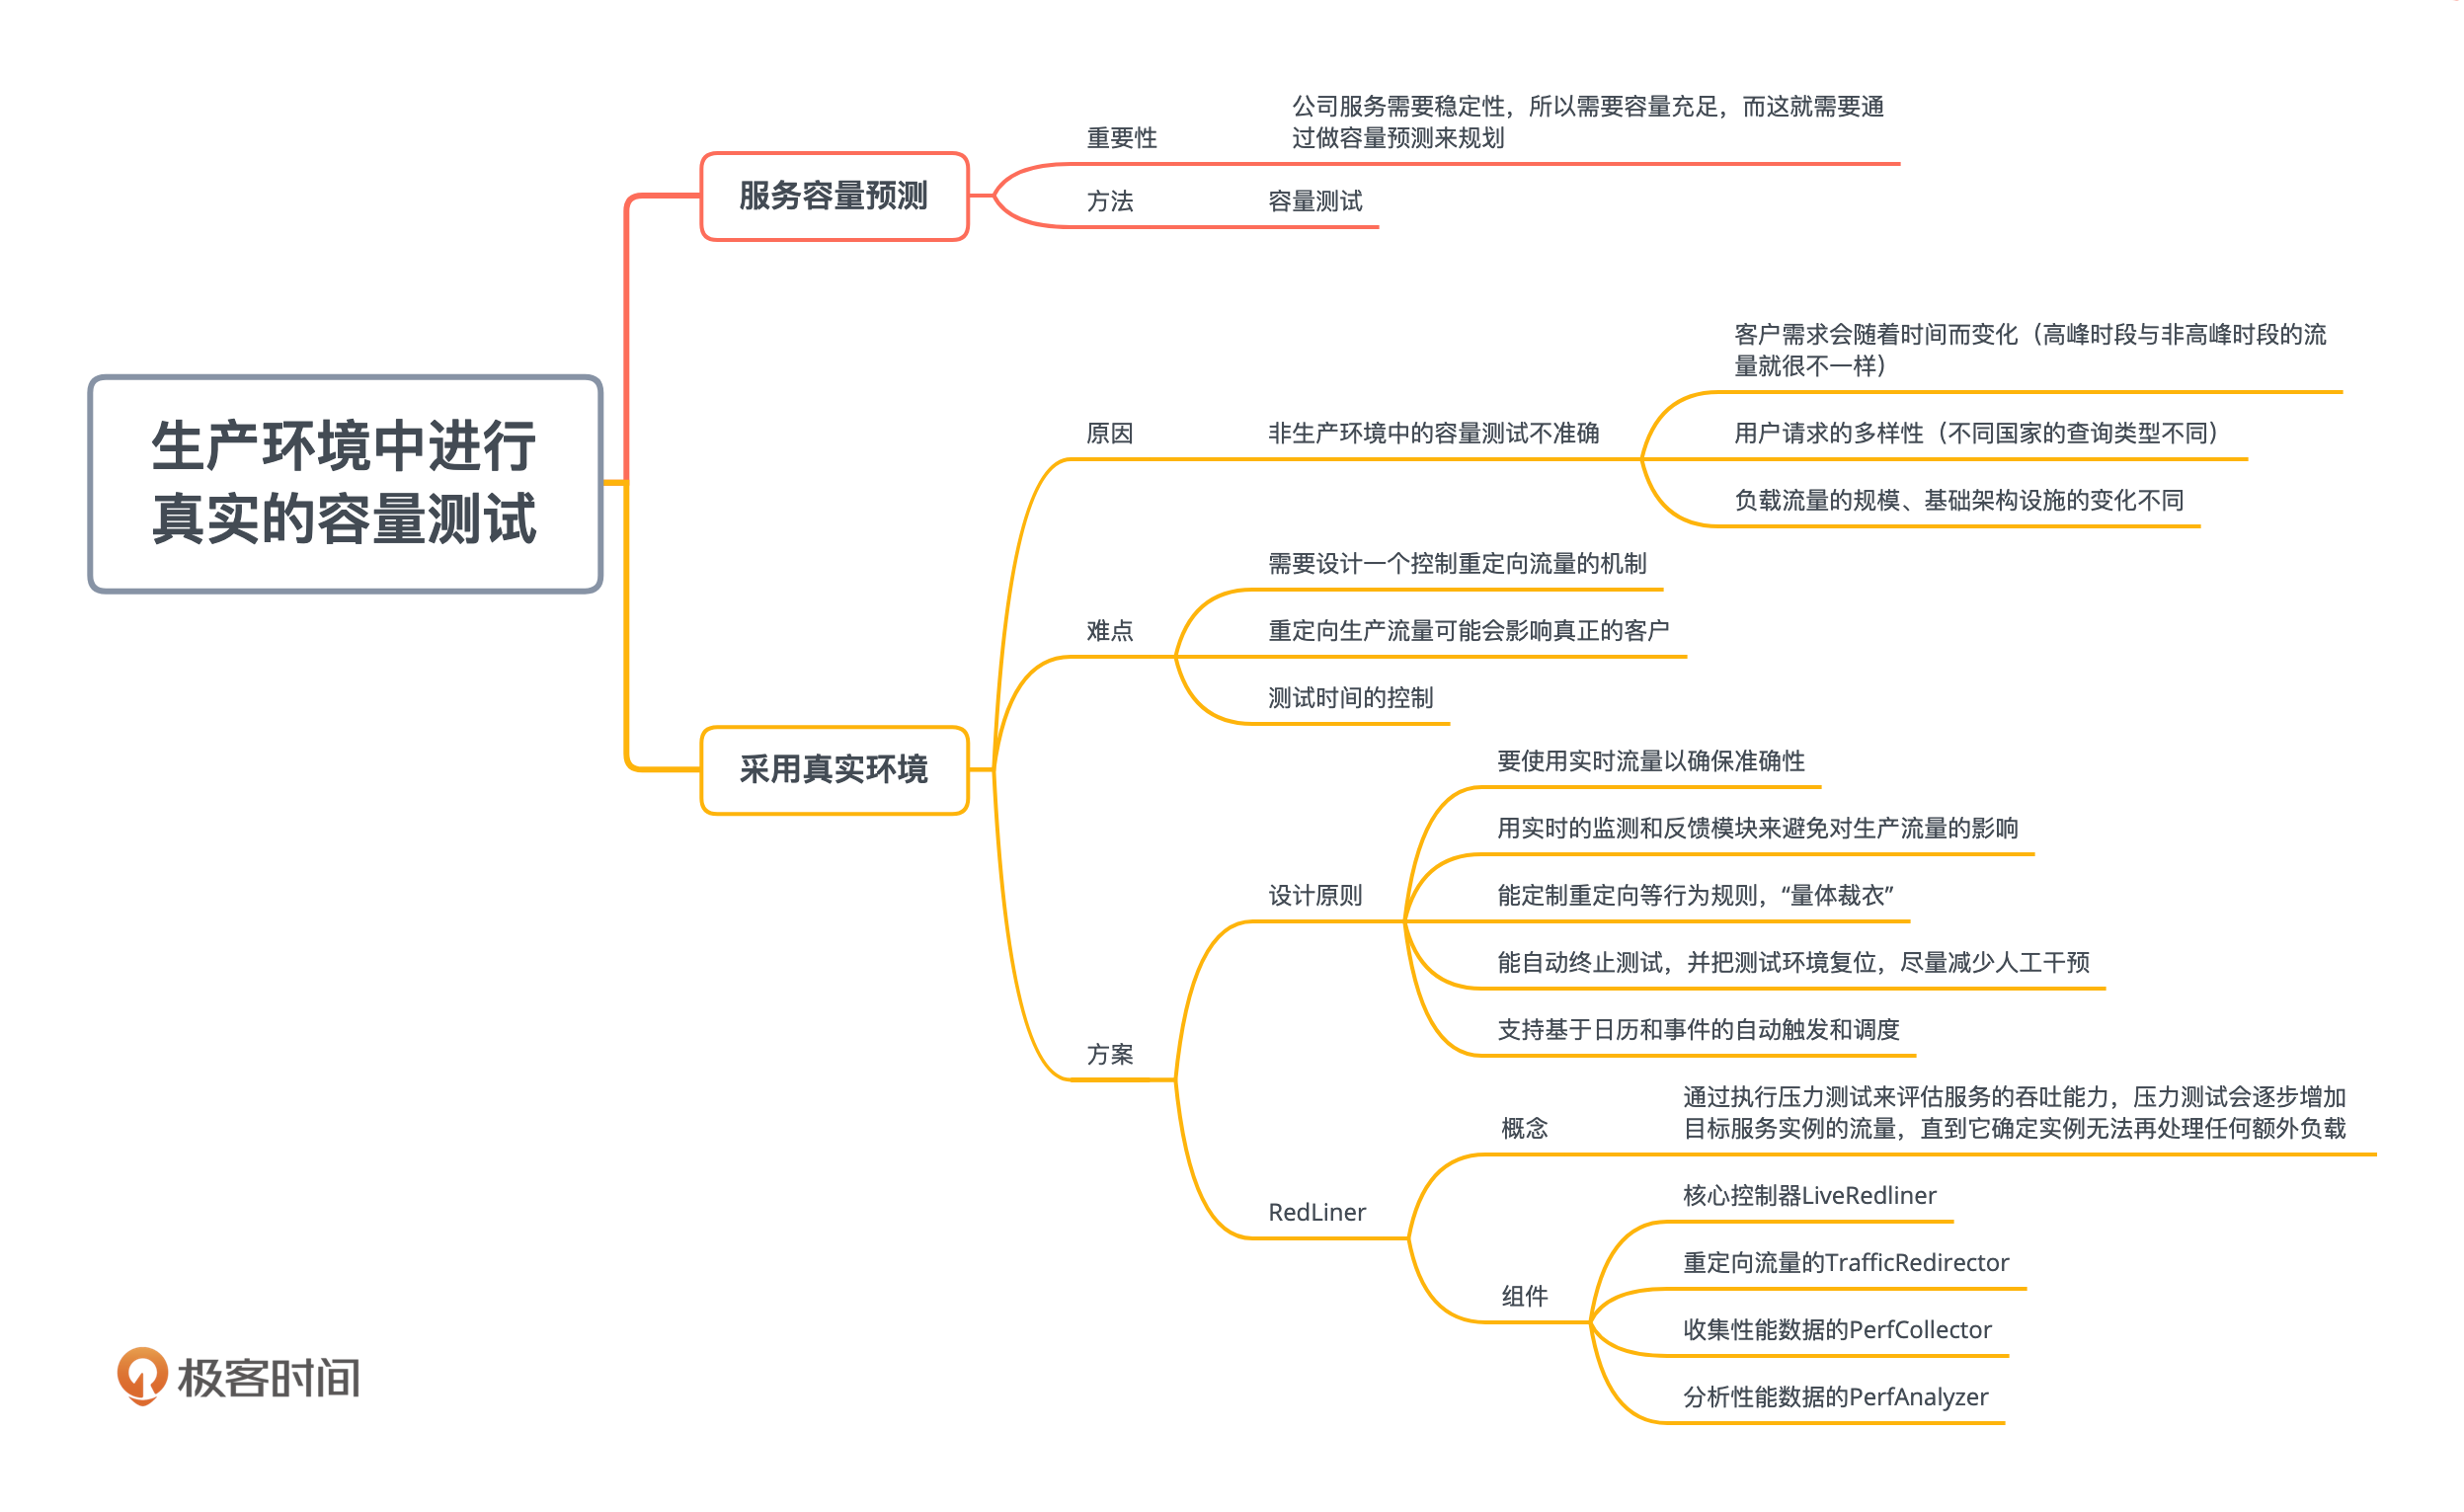 生产环境中进行
真实的容量测试
服务容量预测
重要性
公司服务需要稳定性，所以需要容量充足，而这就需要通
过做容量预测来规划
方法
容量测试
采用真实环境
原因
非生产环境中的容量测试不准确
客户需求会随着时间而变化（高峰时段与非高峰时段的流
量就很不一样）
用户请求的多样性（不同国家的查询类型不同）
负载流量的规模、基础架构设施的变化不同
难点
需要设计一个控制重定向流量的机制
重定向生产流量可能会影响真正的客户
测试时间的控制
方案
设计原则
要使用实时流量以确保准确性
用实时的监测和反馈模块来避免对生产流量的影响
能定制重定向等行为规则，“量体裁衣”
能自动终止测试，并把测试环境复位，尽量减少人工干预
支持基于日历和事件的自动触发和调度
RedLiner
概念
通过执行压力测试来评估服务的吞吐能力，压力测试会逐步增加
目标服务实例的流量，直到它确定实例无法再处理任何额外负载
组件
核心控制器LiveRedliner
重定向流量的TrafficRedirector
收集性能数据的PerfCollector
分析性能数据的PerfAnalyzer
极客时间